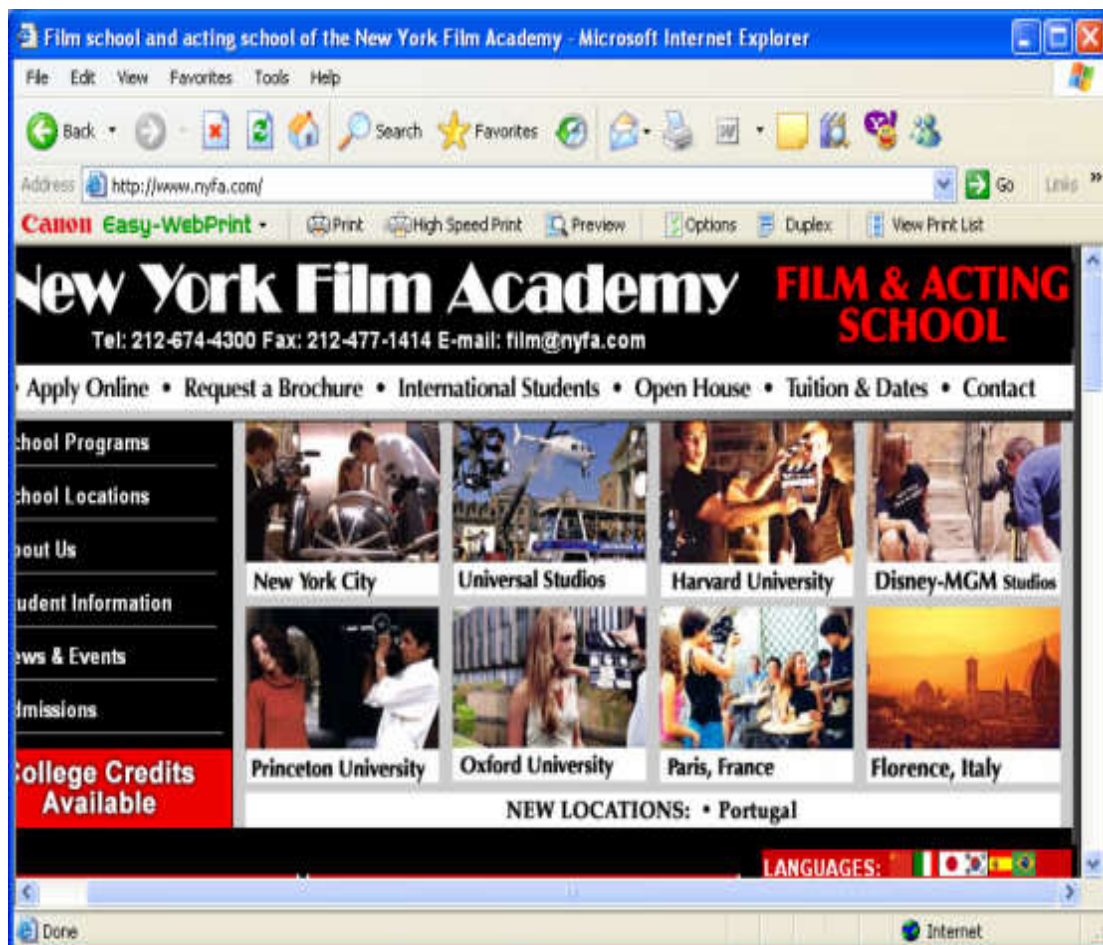 Film school and acting school of the New York Film Academy - Microsoft Internet Explorer
File Edit View Favorites Tools Help
Back Search Favorites
Address http://www.nyfa.com/ Go Links »
Canon Easy-WebPrint Print High Speed Print Preview Options Duplex View Print List
New York Film Academy FILM & ACTING
SCHOOL
Tel: 212-674-4300 Fax: 212-477-1414 E-mail: film@nyfa.com
• Apply Online • Request a Brochure • International Students • Open House • Tuition & Dates • Contact
chool Programs
chool Locations
bout Us
tudent Information
ews & Events
dmissions
College Credits
Available
New York City Universal Studios Harvard University Disney-MGM Studios
Princeton University Oxford University Paris, France Florence, Italy
NEW LOCATIONS: • Portugal
LANGUAGES:
Done Internet